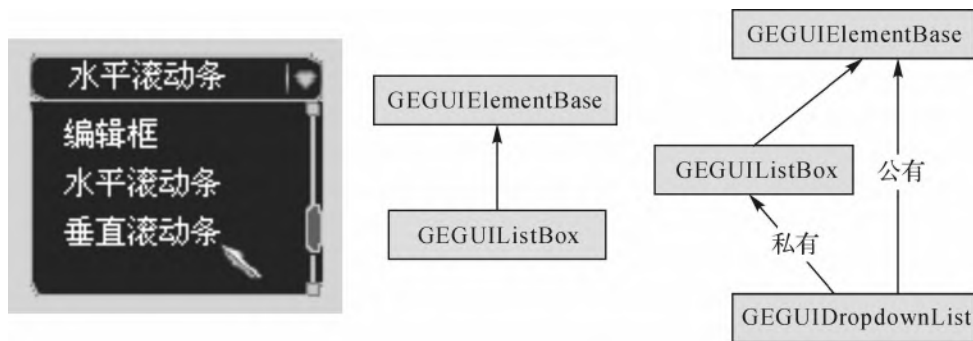 水平滚动条
编辑框
水平滚动条
垂直滚动条
GEGUIElementBase
GEGUIListBox
GEGUIElementBase
GEGUIListBox
公有
私有
GEGUIDropdownList